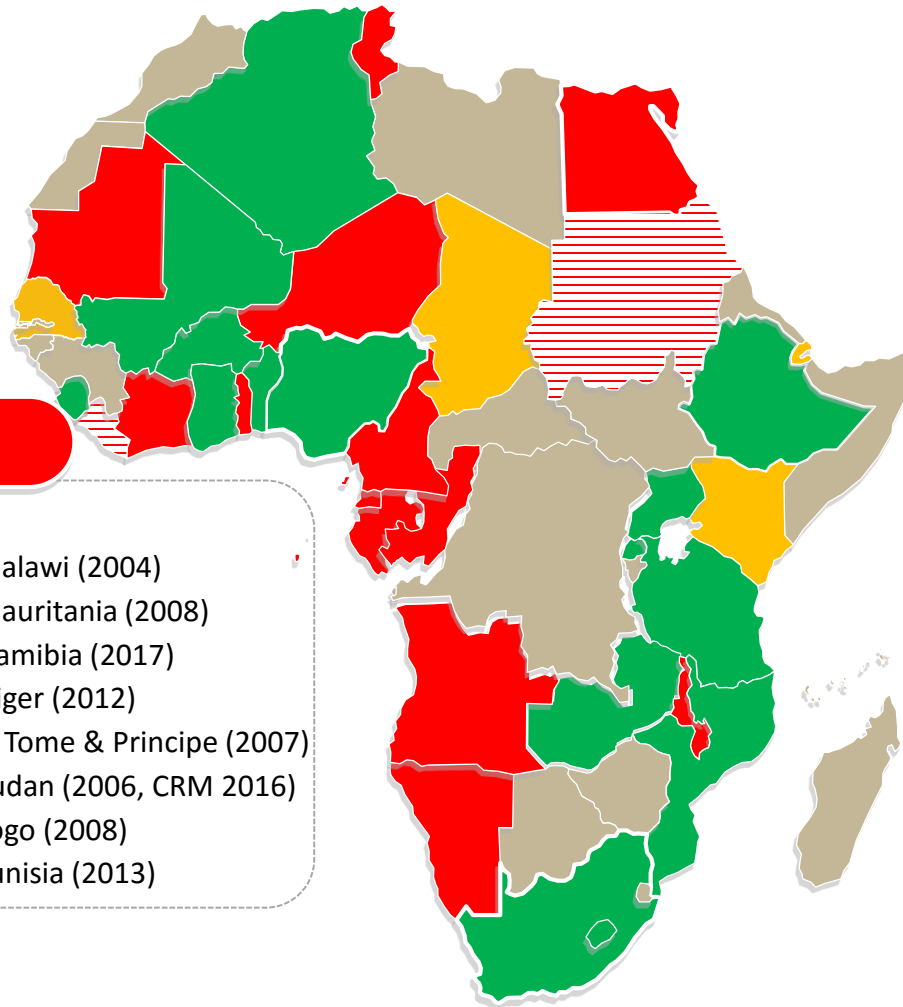 alawi (2004)
auritania (2008)
amibia (2017)
iger (2012)
Tome & Principe (2007)
udan (2006, CRM 2016)
ogo (2008)
unisia (2013)